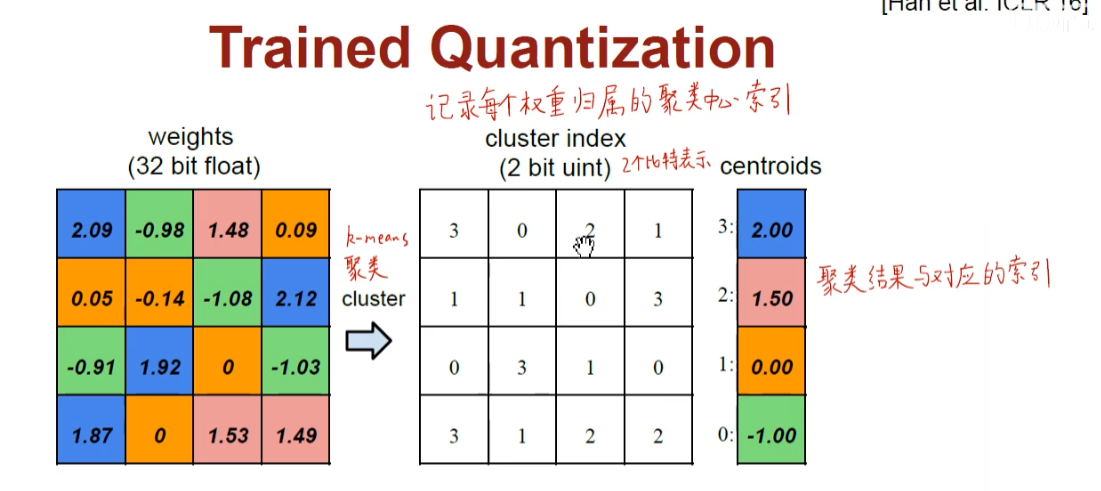 [Han et al. ICLR'16]
Trained Quantization
记录每个权重归属的聚类中心索引
weights
(32 bit float)
cluster index
(2 bit uint) 2个比特表示
centroids
2.09 -0.98 1.48 0.09
0.05 -0.14 -1.08 2.12
-0.91 1.92 0 -1.03
1.87 0 1.53 1.49
k-means
聚类
cluster
3 0 2 1
1 1 0 3
0 3 1 0
3 1 2 2
3: 2.00
2: 1.50
1: 0.00
0: -1.00
聚类结果与对应的索引